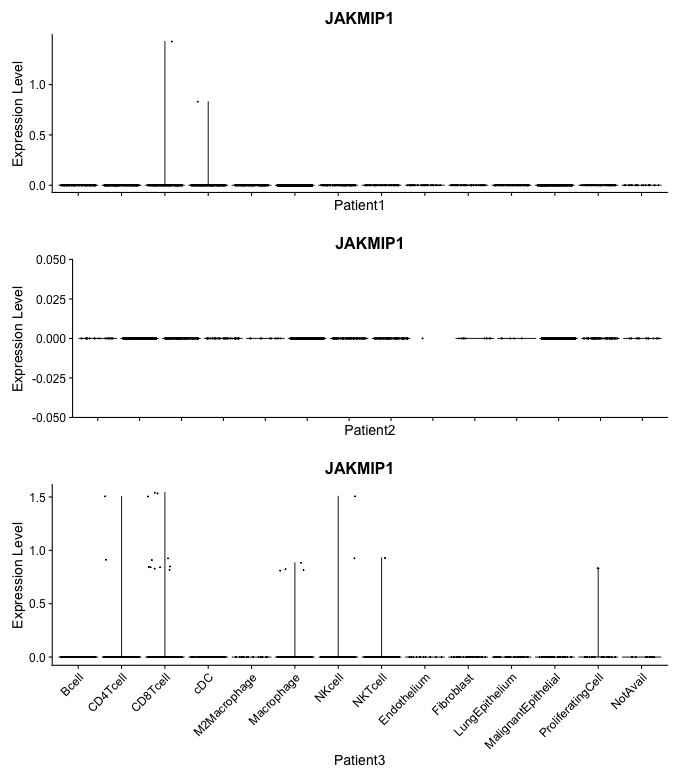 JAKMIP1
Expression Level
1.0
0.5
0.0
Patient1
JAKMIP1
Expression Level
0.050
0.025
0.000
-0.025
-0.050
Patient2
JAKMIP1
Expression Level
1.5
1.0
0.5
0.0
Bcell
CD4Tcell
CD8Tcell
cDC
M2Macrophage
Macrophage
NKcell
NKTcell
Endothelium
Fibroblast
LungEpithelium
MalignantEpithelial
ProliferatingCell
NotAvail
Patient3